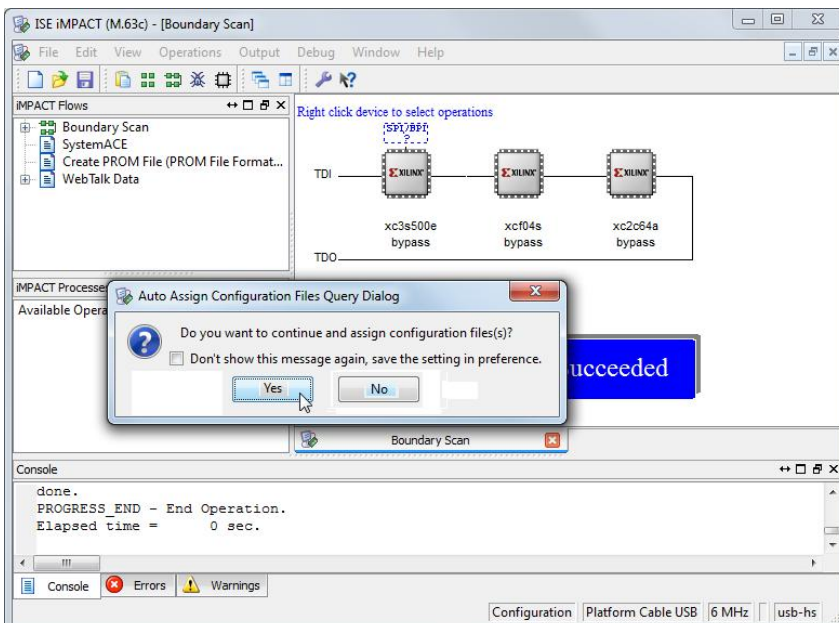 ISE iMPACT (M.63c) - [Boundary Scan]
File Edit View Operations Output Debug Window Help
iMPACT Flows
Boundary Scan
SystemACE
Create PROM File (PROM File Format...
WebTalk Data
Right click device to select operations
SPI/BPI
?
TDI
XILINX XILINX XILINX
xc3s500e xcf04s xc2c64a
bypass bypass bypass
TDO
iMPACT Processes
Available Opera
Auto Assign Configuration Files Query Dialog
Do you want to continue and assign configuration files(s)?
Don't show this message again, save the setting in preference.
Yes No
ucceeded
Boundary Scan
Console
done.
PROGRESS_END - End Operation.
Elapsed time = 0 sec.
Console Errors Warnings
Configuration Platform Cable USB 6 MHz usb-hs